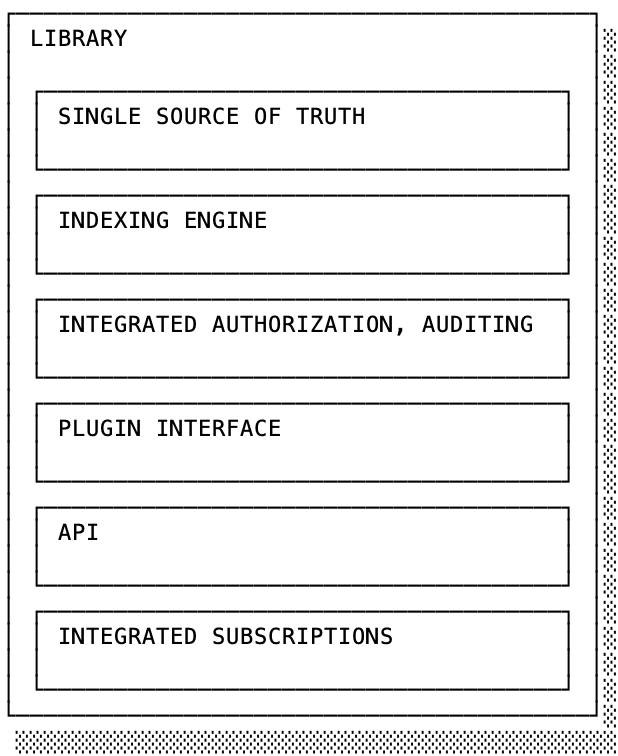 LIBRARY
SINGLE SOURCE OF TRUTH
INDEXING ENGINE
INTEGRATED AUTHORIZATION, AUDITING
PLUGIN INTERFACE
API
INTEGRATED SUBSCRIPTIONS